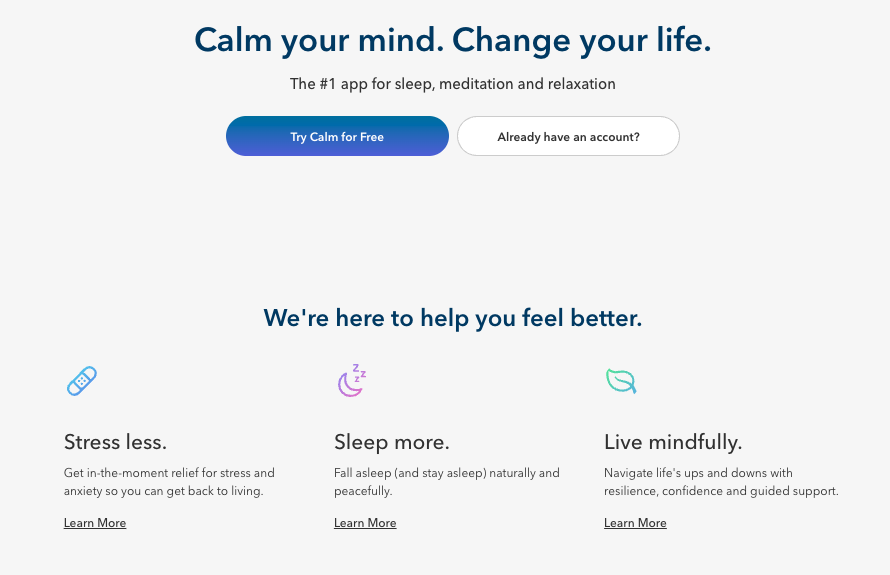 Calm your mind. Change your life.
The #1 app for sleep, meditation and relaxation
Try Calm for Free
Already have an account?
We're here to help you feel better.
z z z
Stress less.
Get in-the-moment relief for stress and
anxiety so you can get back to living.
Learn More
Sleep more.
Fall asleep (and stay asleep) naturally and
peacefully.
Learn More
Live mindfully.
Navigate life's ups and downs with
resilience, confidence and guided support.
Learn More